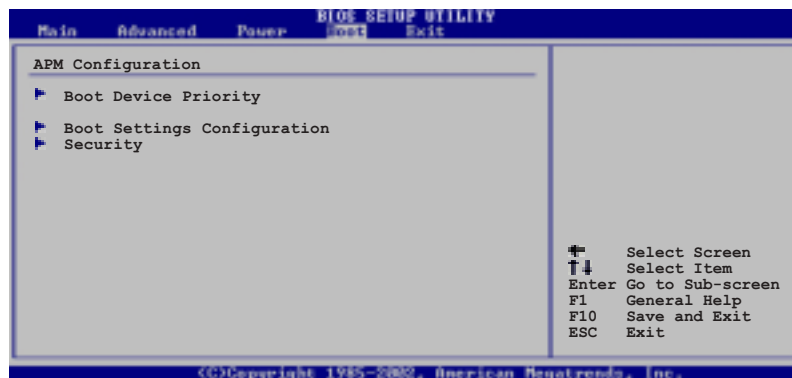 BIOS SETUP UTILITY
Main Advanced Power Boot Exit
APM Configuration
Boot Device Priority
Boot Settings Configuration
Security
Select Screen
↑↓ Select Item
Enter Go to Sub-screen
F1 General Help
F10 Save and Exit
ESC Exit
(C)Copyright 1985-2002, American Megatrends, Inc.